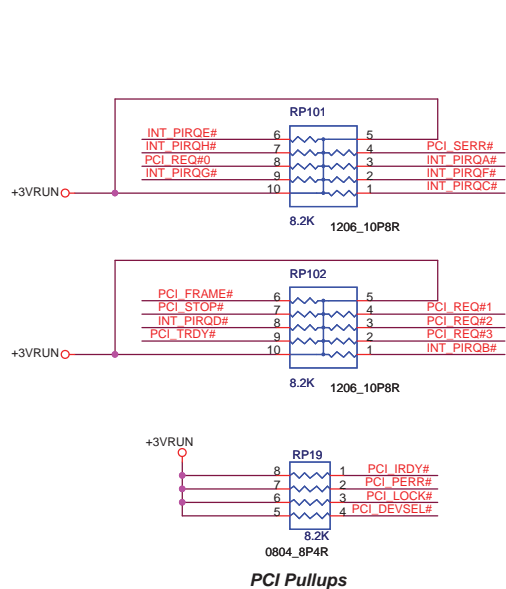 RP101
INT_PIRQE# 6 5
INT_PIRQH# 7 4 PCI_SERR#
PCI_REQ#0 8 3 INT_PIRQA#
INT_PIRQG# 9 2 INT_PIRQF#
+3VRUN 10 1 INT_PIRQC#
8.2K 1206_10P8R
RP102
PCI_FRAME# 6 5
PCI_STOP# 7 4 PCI_REQ#1
INT_PIRQD# 8 3 PCI_REQ#2
PCI_TRDY# 9 2 PCI_REQ#3
+3VRUN 10 1 INT_PIRQB#
8.2K 1206_10P8R
+3VRUN
RP19
8 1 PCI_IRDY#
7 2 PCI_PERR#
6 3 PCI_LOCK#
5 4 PCI_DEVSEL#
8.2K
0804_8P4R
PCI Pullups